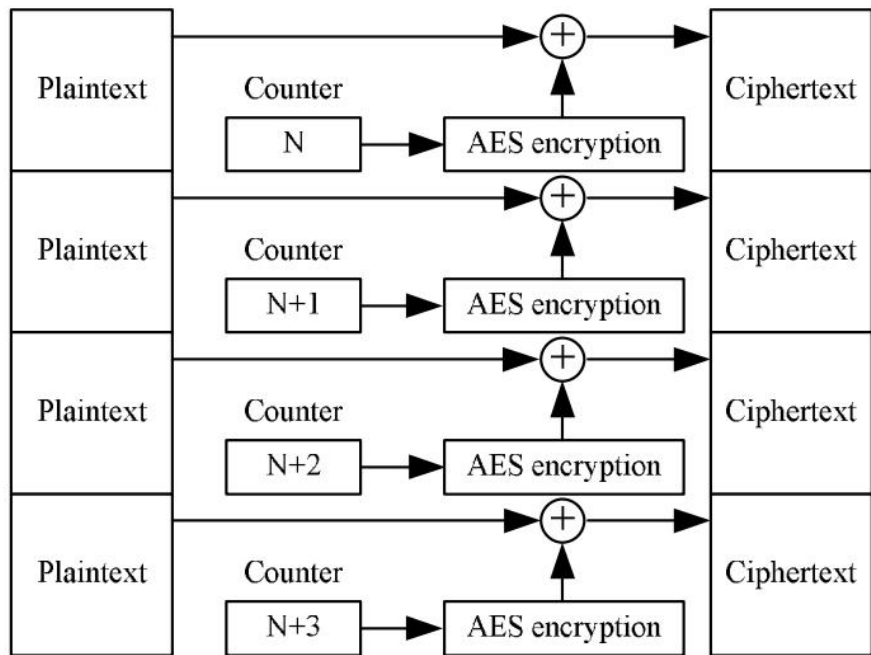 Plaintext
Counter
N
AES encryption
Ciphertext
Plaintext
Counter
N+1
AES encryption
Ciphertext
Plaintext
Counter
N+2
AES encryption
Ciphertext
Plaintext
Counter
N+3
AES encryption
Ciphertext